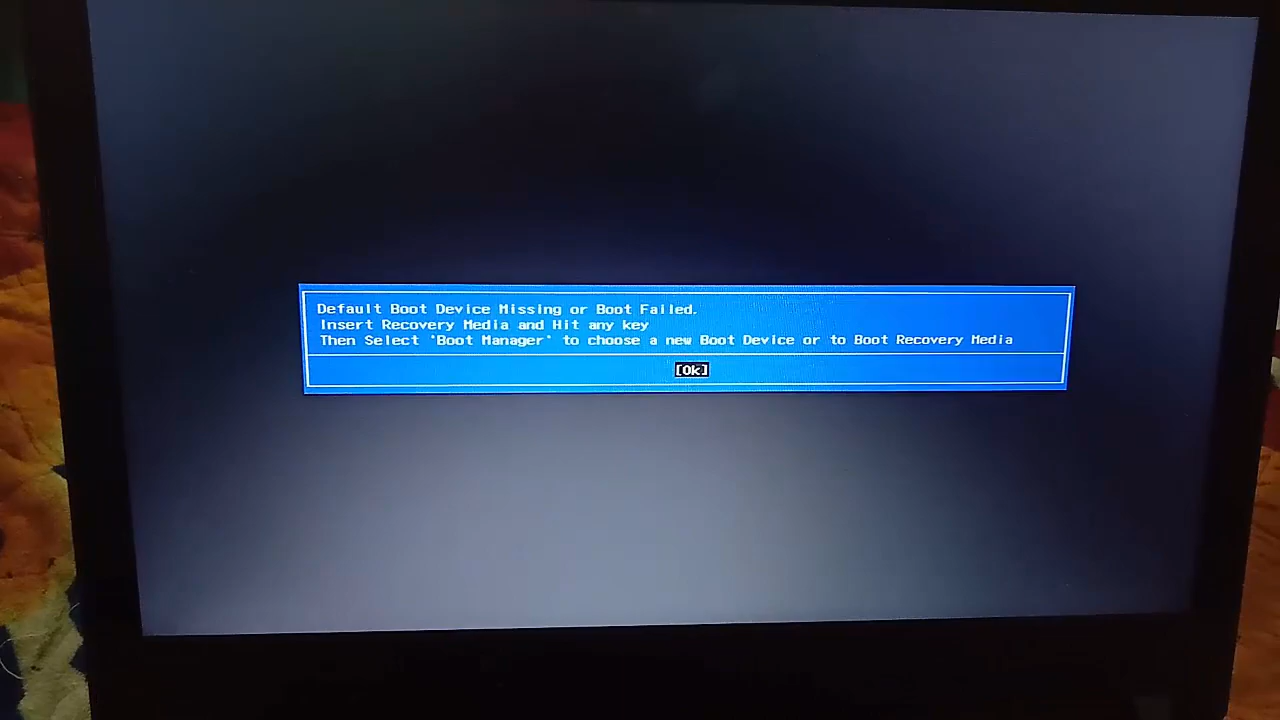 Default Boot Device Missing or Boot Failed.
Insert Recovery Media and Hit any key
Then Select 'Boot Manager' to choose a new Boot Device or to Boot Recovery Media
[Ok]